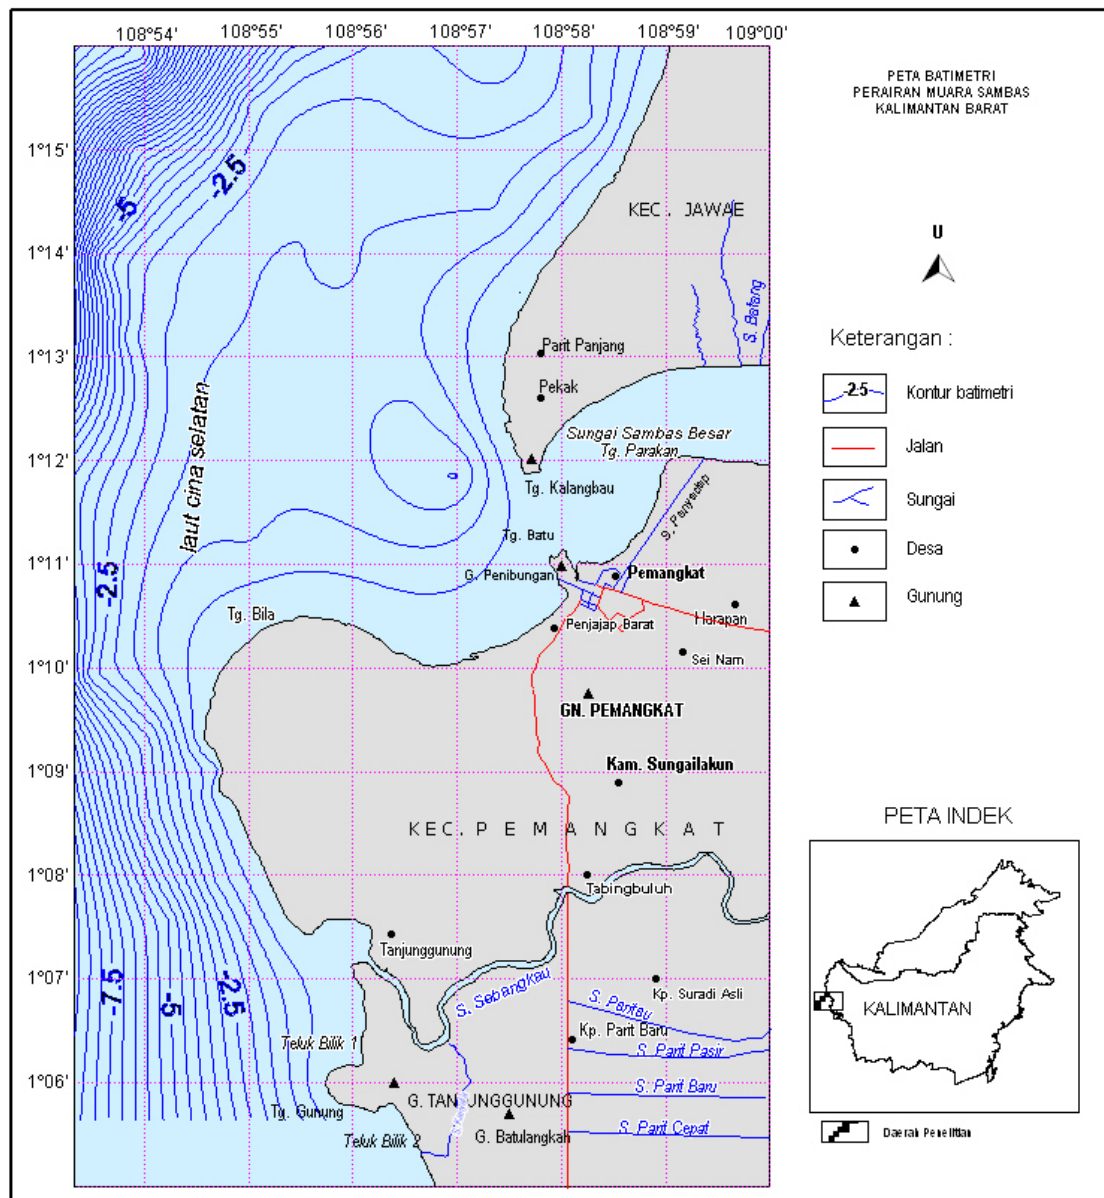 108°54' 108°55' 108°56' 108°57' 108°58' 108°59' 109°00'
PETA BATIMETRI
PERAIRAN MUARA SAMBAS
KALIMANTAN BARAT
1°15'
-2.5
-5
KEC. JAWAE
U
1°14'
S. Batang
Keterangan :
1°13'
Parit Panjang
Pekak
-2.5 Kontur batimetri
laut cina selatan
Sungai Sambas Besar
Tg. Parakan
Jalan
1°12'
Tg. Kalangbau
Sungai
S. Penyedap
Tg. Batu
Desa
1°11'
G. Penibungan
Pemangkat
-2.5
Gunung
Tg. Bila
Penjajap Barat
Harapan
1°10'
Sei Nam
GN. PEMANGKAT
1°09'
Kam. Sungailakun
PETA INDEK
KEC. PEMANGKAT
1°08'
Tabingbuluh
Tanjunggunung
1°07'
-7.5
-5
-2.5
S. Sebangkau
Kp. Suradi Asli
S. Pantau
KALIMANTAN
Kp. Parit Baru
Teluk Bilik 1
S. Parit Pasir
1°06'
G. TANJUNGGUNUNG
S. Parit Baru
Tg. Gunung
Teluk Bilik 2
G. Batulangkah
S. Parit Cepat
Daerah Penelitian